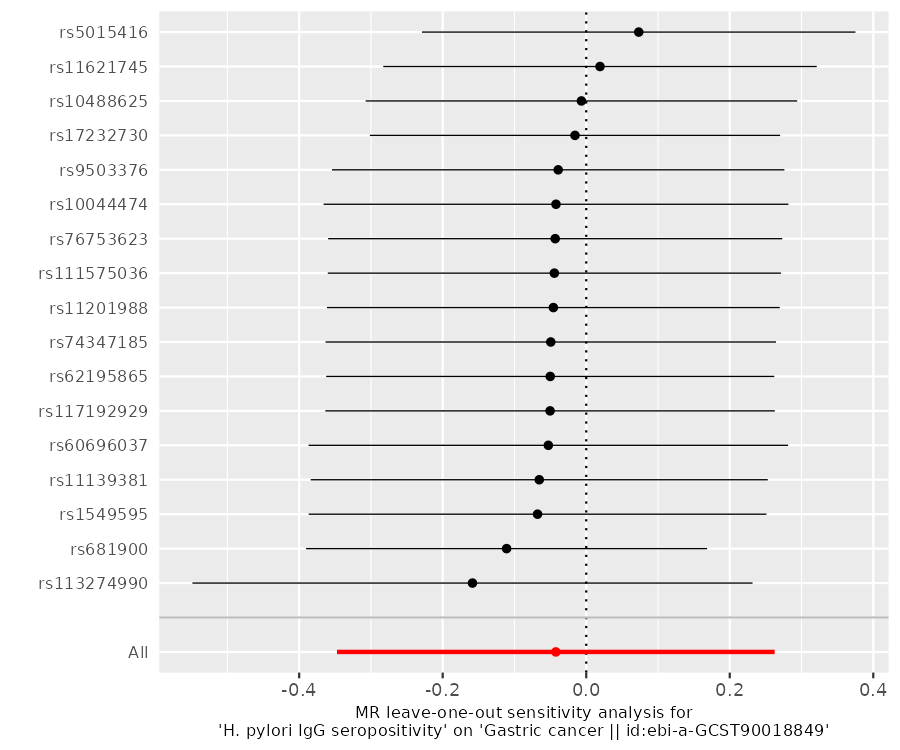 rs5015416
rs11621745
rs10488625
rs17232730
rs9503376
rs10044474
rs76753623
rs111575036
rs11201988
rs74347185
rs62195865
rs117192929
rs60696037
rs11139381
rs1549595
rs681900
rs113274990
All
-0.4 -0.2 0.0 0.2 0.4
MR leave-one-out sensitivity analysis for
'H. pylori IgG seropositivity' on 'Gastric cancer || id:ebi-a-GCST90018849'